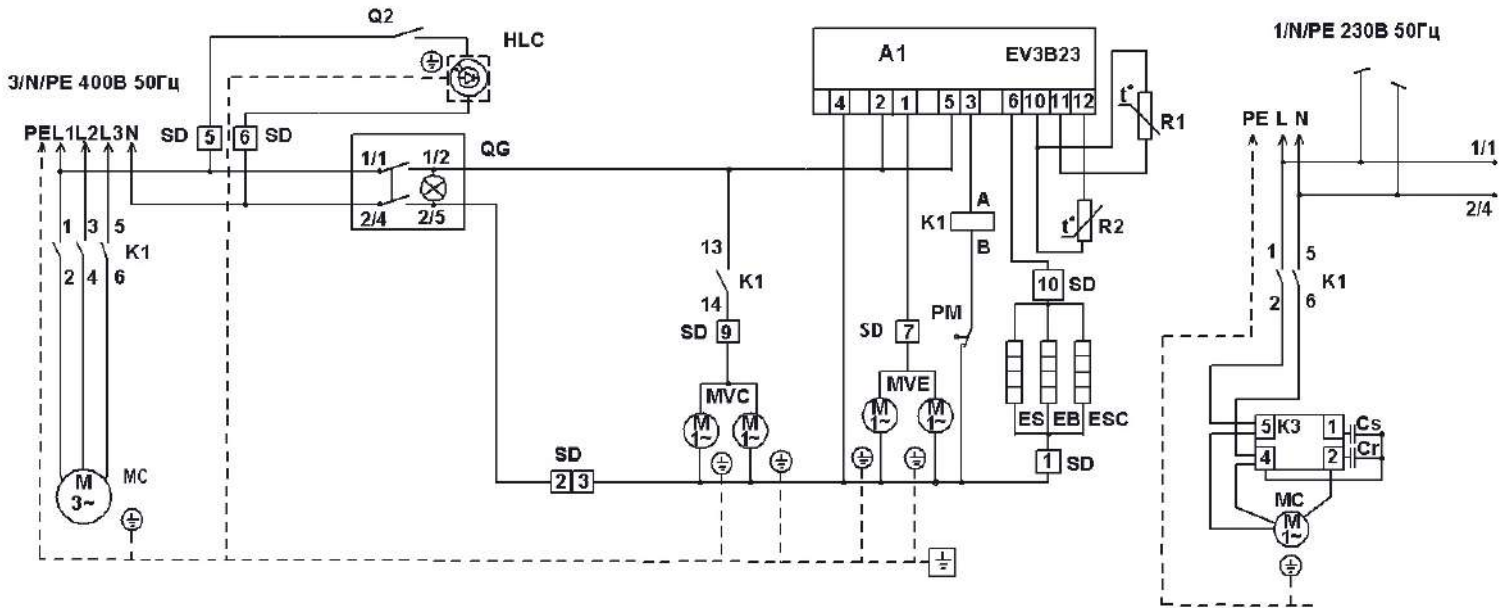 Q2
HLC
3/N/PE 400В 50Гц
A1 EV3B23
1/N/PE 230В 50Гц
4 2 1 5 3 6 10 11 12
t° R1
PE L1 L2 L3 N
SD 5 6 SD
1/1 1/2 QG
2/4 2/5
PE L N
1/1
2/4
1 3 5
K1
2 4 6
13
K1
14
K1 A
B
t° R2
10 SD
1 5
K1
2 6
SD 9
SD 7
PM
MVC
M 1~ M 1~
MVE
M 1~ M 1~
ES EB ESC
5 K3 1 Cs
4 2 Cr
SD
2 3
1 SD
M 3~ MC
MC
M 1~